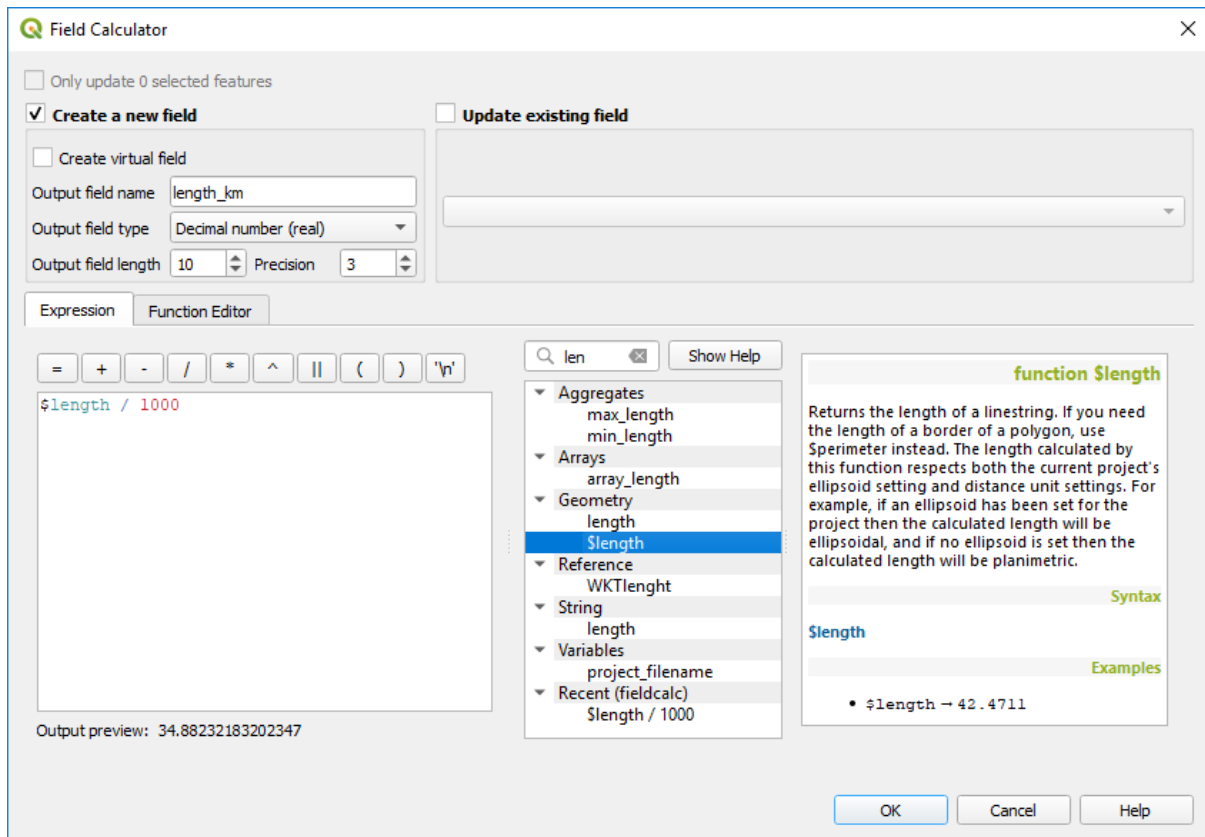 Field Calculator
Only update 0 selected features
Create a new field
Update existing field
Create virtual field
Output field name length_km
Output field type Decimal number (real)
Output field length 10 Precision 3
Expression Function Editor
= + - / * ^ || ( ) '\n'
$length / 1000
Output preview: 34.88232183202347
len Show Help
Aggregates
max_length
min_length
Arrays
array_length
Geometry
length
$length
Reference
WKTlenght
String
length
Variables
project_filename
Recent (fieldcalc)
$length / 1000
function $length
Returns the length of a linestring. If you need
the length of a border of a polygon, use
$perimeter instead. The length calculated by
this function respects both the current project's
ellipsoid setting and distance unit settings. For
example, if an ellipsoid has been set for the
project then the calculated length will be
ellipsoidal, and if no ellipsoid is set then the
calculated length will be planimetric.
Syntax
$length
Examples
• $length → 42.4711
OK Cancel Help